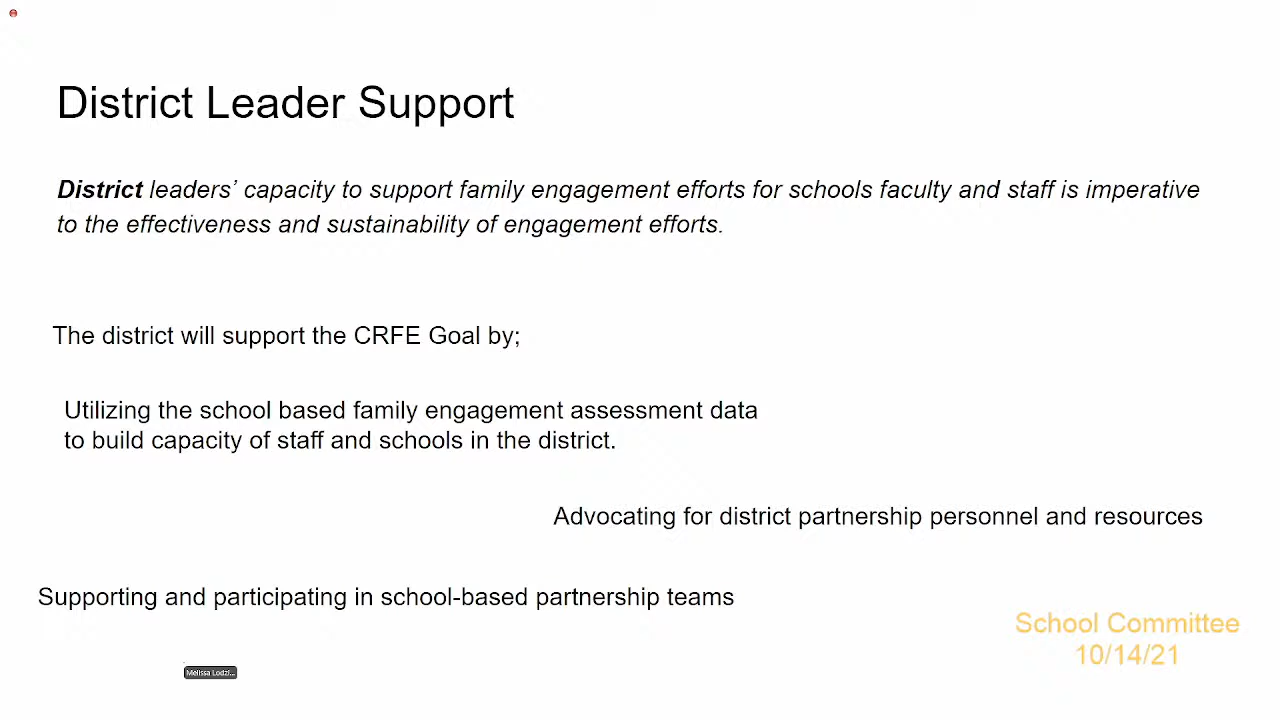 District Leader Support
District leaders’ capacity to support family engagement efforts for schools faculty and staff is imperative
to the effectiveness and sustainability of engagement efforts.
The district will support the CRFE Goal by;
Utilizing the school based family engagement assessment data
to build capacity of staff and schools in the district.
Advocating for district partnership personnel and resources
Supporting and participating in school-based partnership teams
School Committee
10/14/21
Melissa Lodzi...